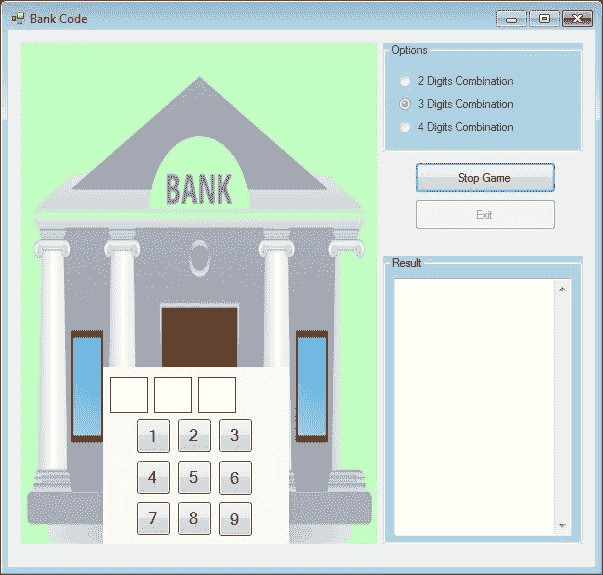 Bank Code
Options
2 Digits Combination
3 Digits Combination
4 Digits Combination
BANK
Stop Game
Exit
Result
1 2 3
4 5 6
7 8 9